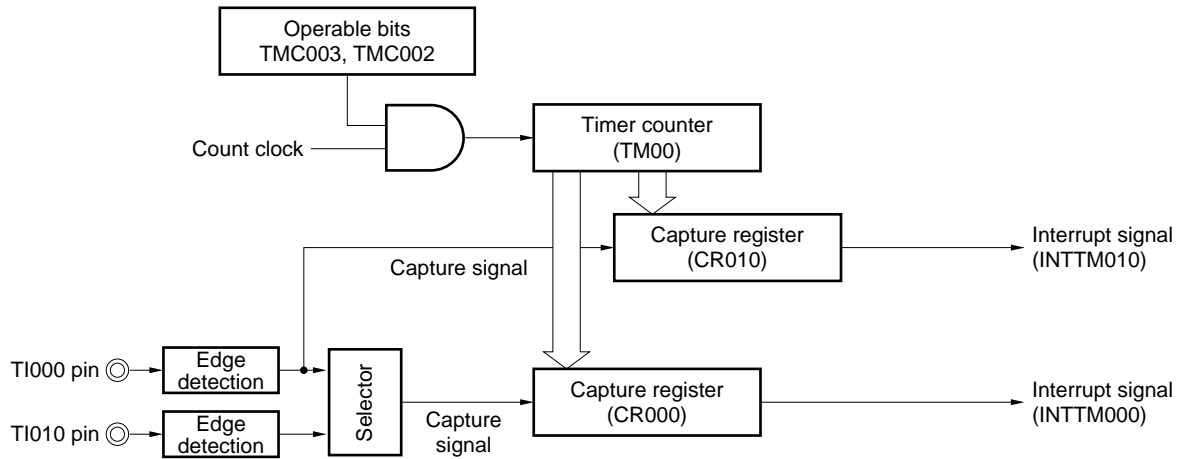 Operable bits
TMC003, TMC002
Count clock
Timer counter
(TM00)
Capture register
(CR010)
Interrupt signal
(INTTM010)
Capture signal
TI000 pin
Edge
detection
Selector
Capture register
(CR000)
Interrupt signal
(INTTM000)
TI010 pin
Edge
detection
Capture
signal